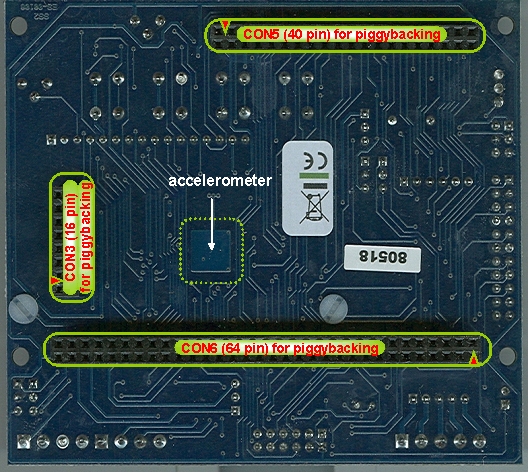 CON5 (40 pin) for piggybacking
accelerometer
CE
CON3 (16 pin)
for piggybacking
80518
CON6 (64 pin) for piggybacking